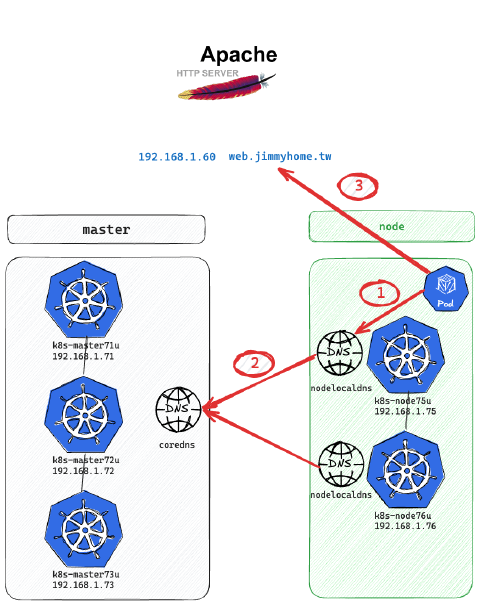 Apache
HTTP SERVER
192.168.1.60 web.jimmyhome.tw
3
master
node
1
Pod
k8s-master71u
192.168.1.71
2
DNS
nodelocaldns
k8s-node75u
192.168.1.75
DNS
coredns
k8s-master72u
192.168.1.72
DNS
nodelocaldns
k8s-node76u
192.168.1.76
k8s-master73u
192.168.1.73